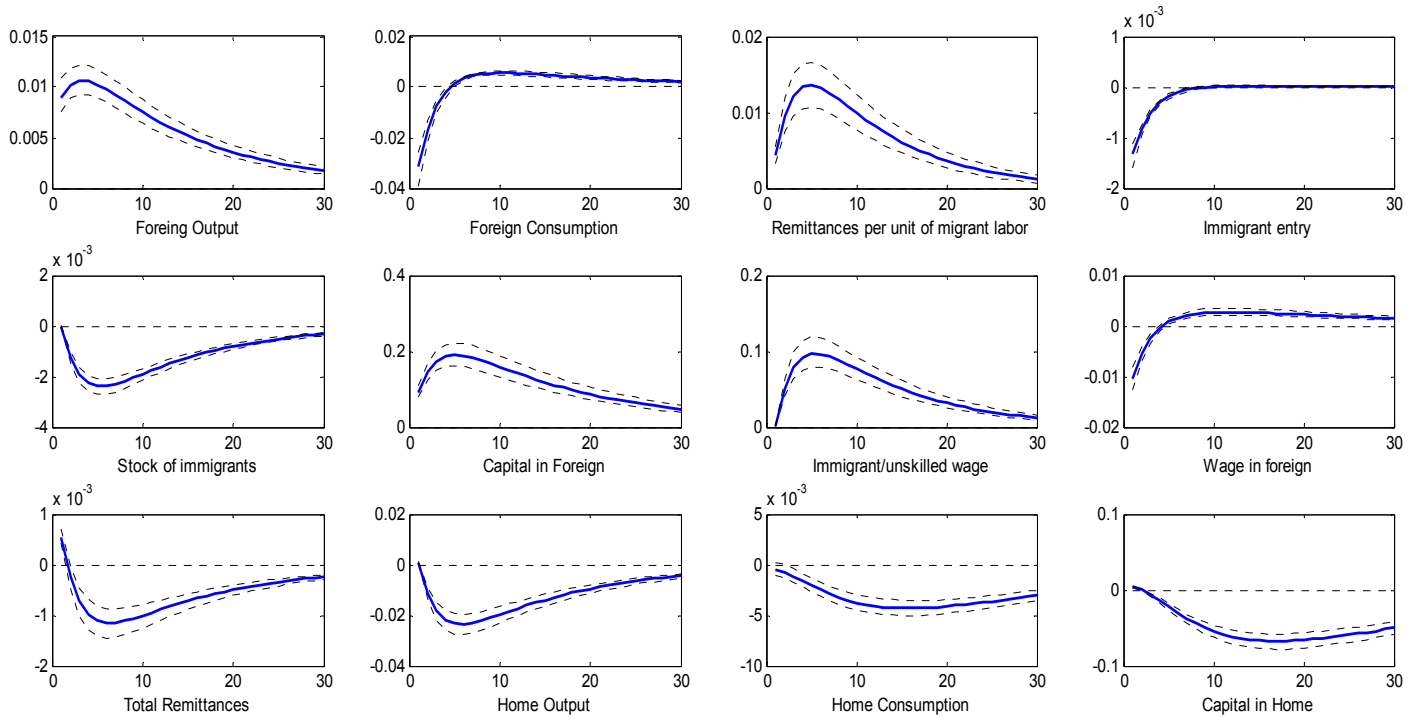 0.015
0.01
0.005
0
0 10 20 30
Foreing Output
0.02
0
-0.02
-0.04
0 10 20 30
Foreign Consumption
0.02
0.01
0
0 10 20 30
Remittances per unit of migrant labor
x 10-3
1
0
-1
-2
0 10 20 30
Immigrant entry
x 10-3
2
0
-2
-4
0 10 20 30
Stock of immigrants
0.4
0.2
0
0 10 20 30
Capital in Foreign
0.2
0.1
0
0 10 20 30
Immigrant/unskilled wage
0.01
0
-0.01
-0.02
0 10 20 30
Wage in foreign
x 10-3
1
0
-1
-2
0 10 20 30
Total Remittances
0.02
0
-0.02
-0.04
0 10 20 30
Home Output
x 10-3
5
0
-5
-10
0 10 20 30
Home Consumption
0.1
0
-0.1
0 10 20 30
Capital in Home